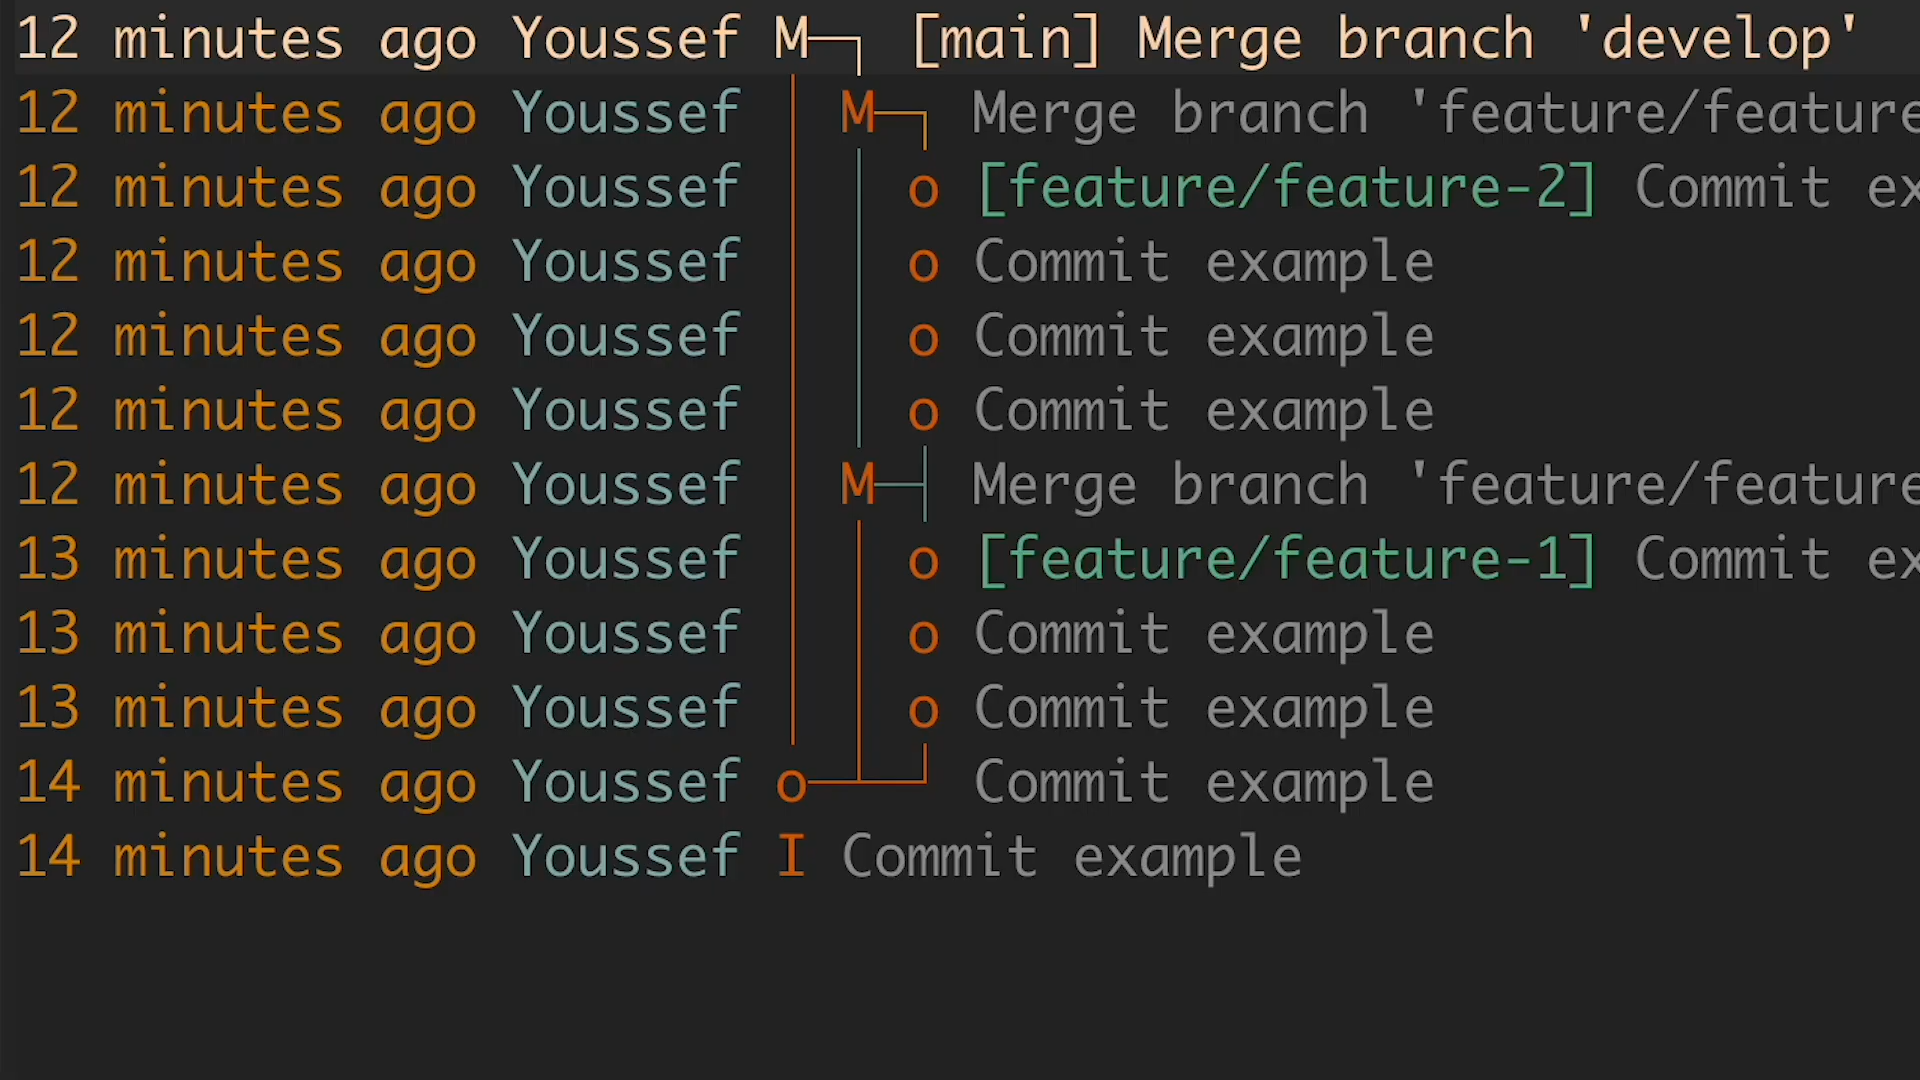 12 minutes ago Youssef M [main] Merge branch 'develop'
12 minutes ago Youssef M Merge branch 'feature/feature
12 minutes ago Youssef o [feature/feature-2] Commit ex
12 minutes ago Youssef o Commit example
12 minutes ago Youssef o Commit example
12 minutes ago Youssef o Commit example
12 minutes ago Youssef M Merge branch 'feature/feature
13 minutes ago Youssef o [feature/feature-1] Commit ex
13 minutes ago Youssef o Commit example
13 minutes ago Youssef o Commit example
14 minutes ago Youssef o Commit example
14 minutes ago Youssef I Commit example